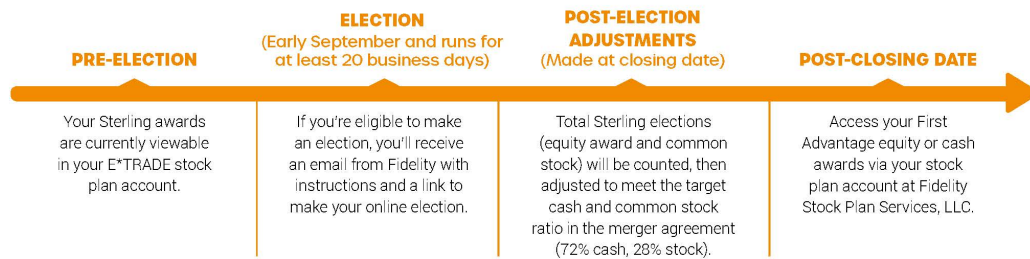 PRE-ELECTION
Your Sterling awards
are currently viewable
in your E*TRADE stock
plan account.
ELECTION
(Early September and runs for
at least 20 business days)
If you're eligible to make
an election, you'll receive
an email from Fidelity with
instructions and a link to
make your online election.
POST-ELECTION
ADJUSTMENTS
(Made at closing date)
Total Sterling elections
(equity award and common
stock) will be counted, then
adjusted to meet the target
cash and common stock
ratio in the merger agreement
(72% cash, 28% stock).
POST-CLOSING DATE
Access your First
Advantage equity or cash
awards via your stock
plan account at Fidelity
Stock Plan Services, LLC.